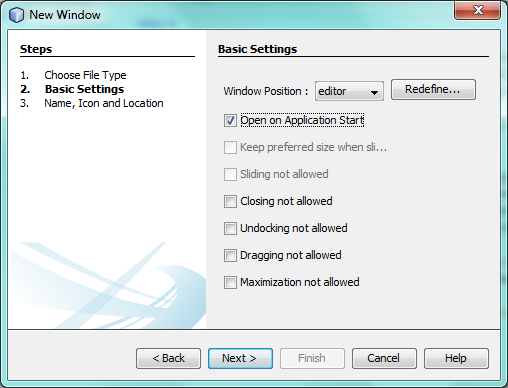 New Window
Steps
1. Choose File Type
2. Basic Settings
3. Name, Icon and Location
Basic Settings
Window Position : editor Redefine...
Open on Application Start
Keep preferred size when sli...
Sliding not allowed
Closing not allowed
Undocking not allowed
Dragging not allowed
Maximization not allowed
< Back Next > Finish Cancel Help